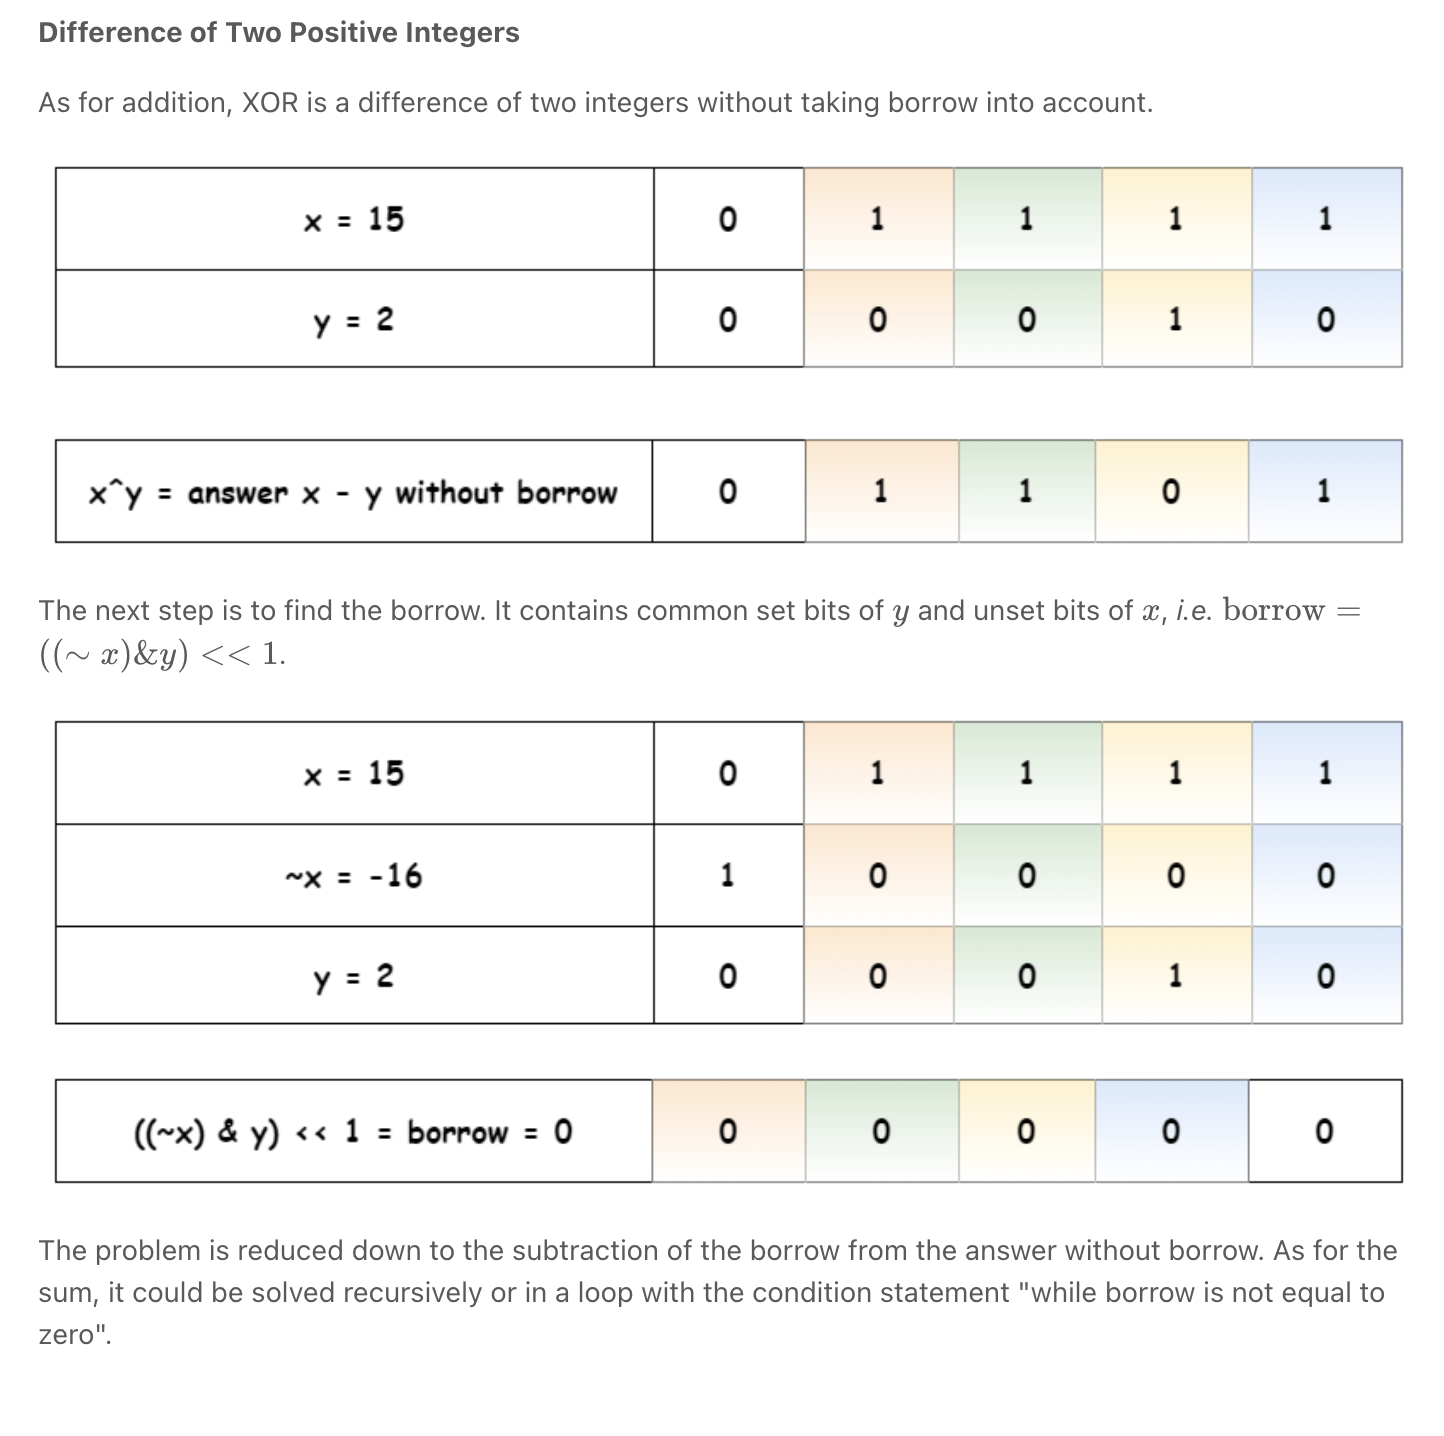 Difference of Two Positive Integers
As for addition, XOR is a difference of two integers without taking borrow into account.
x = 15 0 1 1 1 1
y = 2 0 0 0 1 0
x^y = answer x - y without borrow 0 1 1 0 1
The next step is to find the borrow. It contains common set bits of y and unset bits of x, i.e. borrow =
((∼ x)&y) << 1.
x = 15 0 1 1 1 1
~x = -16 1 0 0 0 0
y = 2 0 0 0 1 0
((~x) & y) << 1 = borrow = 0 0 0 0 0 0
The problem is reduced down to the subtraction of the borrow from the answer without borrow. As for the
sum, it could be solved recursively or in a loop with the condition statement "while borrow is not equal to
zero".